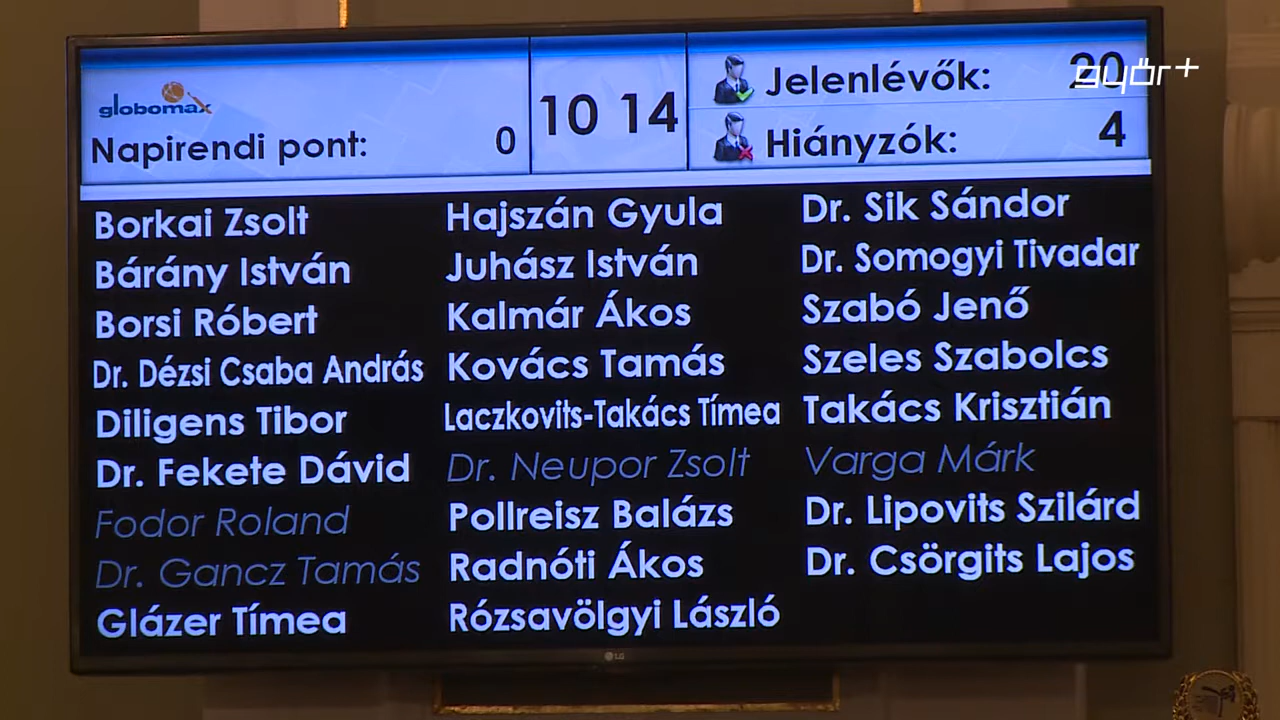 globomax
Napirendi pont: 0
10 14
Jelenlévők: 20
győr+
Hiányzók: 4
Borkai Zsolt
Bárány István
Borsi Róbert
Dr. Dézsi Csaba András
Diligens Tibor
Dr. Fekete Dávid
Fodor Roland
Dr. Gancz Tamás
Glázer Tímea
Hajszán Gyula
Juhász István
Kalmár Ákos
Kovács Tamás
Laczkovits-Takács Tímea
Dr. Neupor Zsolt
Pollreisz Balázs
Radnóti Ákos
Rózsavölgyi László
Dr. Sik Sándor
Dr. Somogyi Tivadar
Szabó Jenő
Szeles Szabolcs
Takács Krisztián
Varga Márk
Dr. Lipovits Szilárd
Dr. Csörgits Lajos
LG